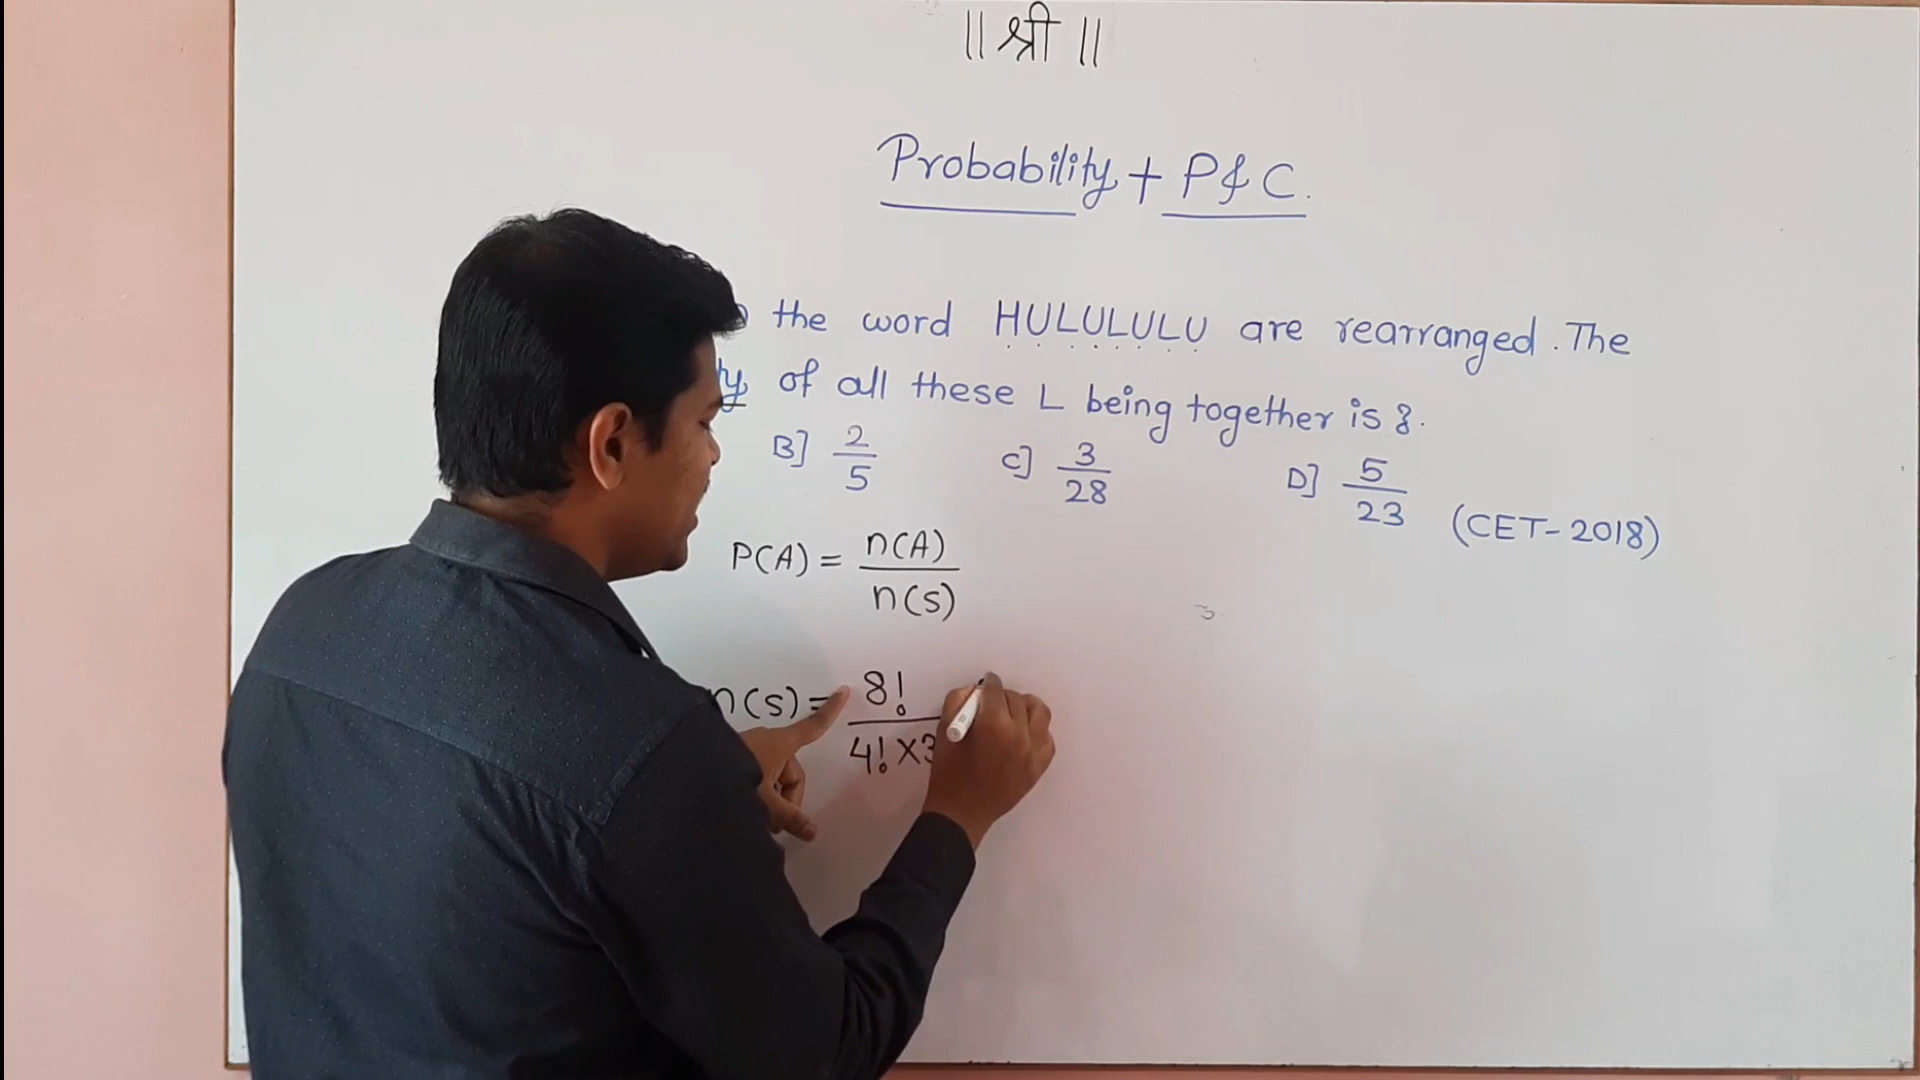 || श्री ||
Probability + P & C.
the word HULULULU are rearranged. The
of all these L being together is ?.
B] 2/5 C] 3/28 D] 5/23 (CET-2018)
P(A) = n(A)/n(s)
n(s) = 8!/4! x 3